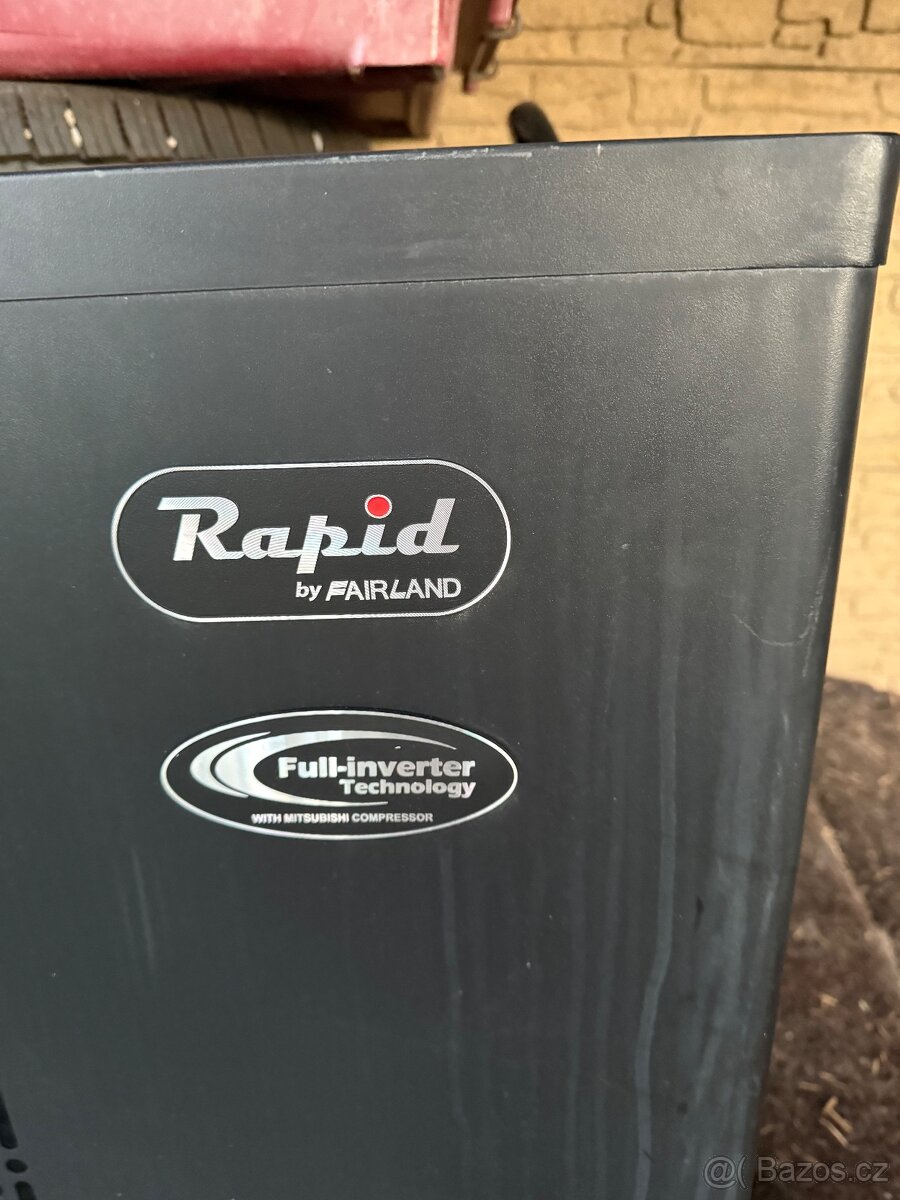 Rapid
by FAIRLAND
Full-inverter
Technology
WITH MITSUBISHI COMPRESSOR
@( Bazos.cz